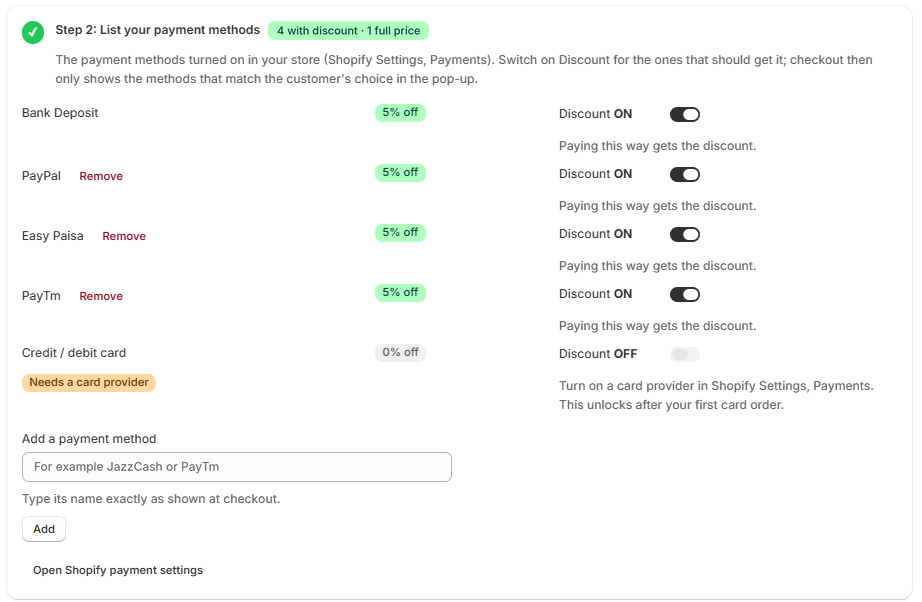 Step 2: List your payment methods 4 with discount · 1 full price
The payment methods turned on in your store (Shopify Settings, Payments). Switch on Discount for the ones that should get it; checkout then
only shows the methods that match the customer's choice in the pop-up.
Bank Deposit 5% off Discount ON
Paying this way gets the discount.
PayPal Remove 5% off Discount ON
Paying this way gets the discount.
Easy Paisa Remove 5% off Discount ON
Paying this way gets the discount.
PayTm Remove 5% off Discount ON
Paying this way gets the discount.
Credit / debit card 0% off Discount OFF
Needs a card provider Turn on a card provider in Shopify Settings, Payments.
This unlocks after your first card order.
Add a payment method
For example JazzCash or PayTm
Type its name exactly as shown at checkout.
Add
Open Shopify payment settings